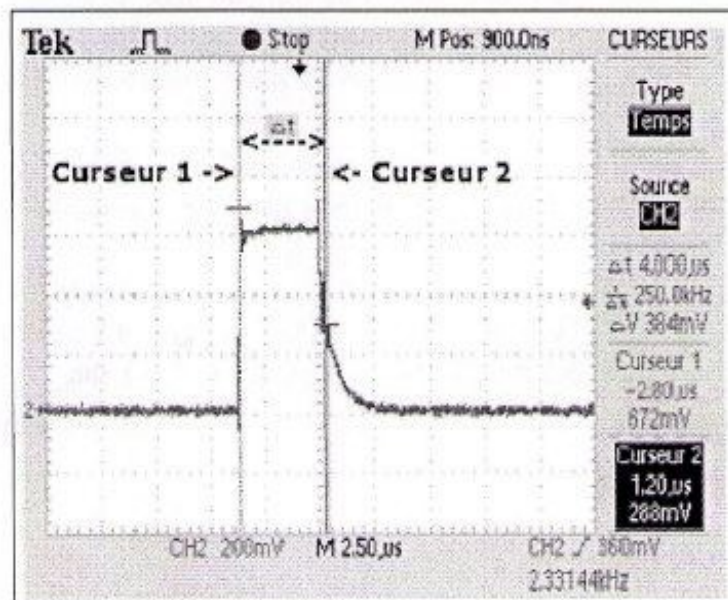 Tek
● Stop
M Pos: 900.0ns
CURSEURS
Type
Temps
Source
CH2
Δt 4.000µs
1/Δt 250.0kHz
ΔV 384mV
Curseur 1
-2.80µs
672mV
Curseur 2
1.20µs
288mV
Δt
Curseur 1 ->
<- Curseur 2
2
CH2 200mV
M 2.50µs
CH2 360mV
2.33144kHz